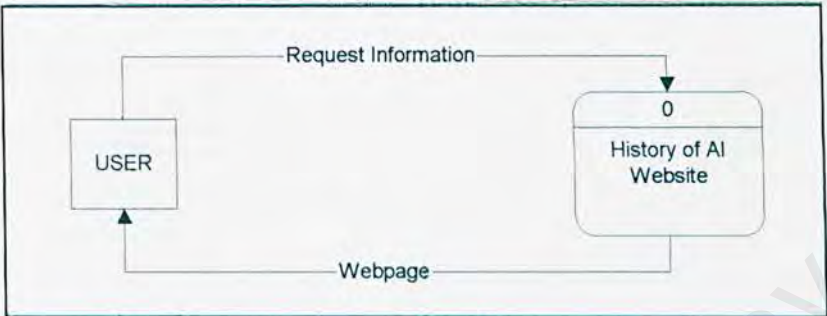 Request Information
0
USER
History of AI
Website
Webpage